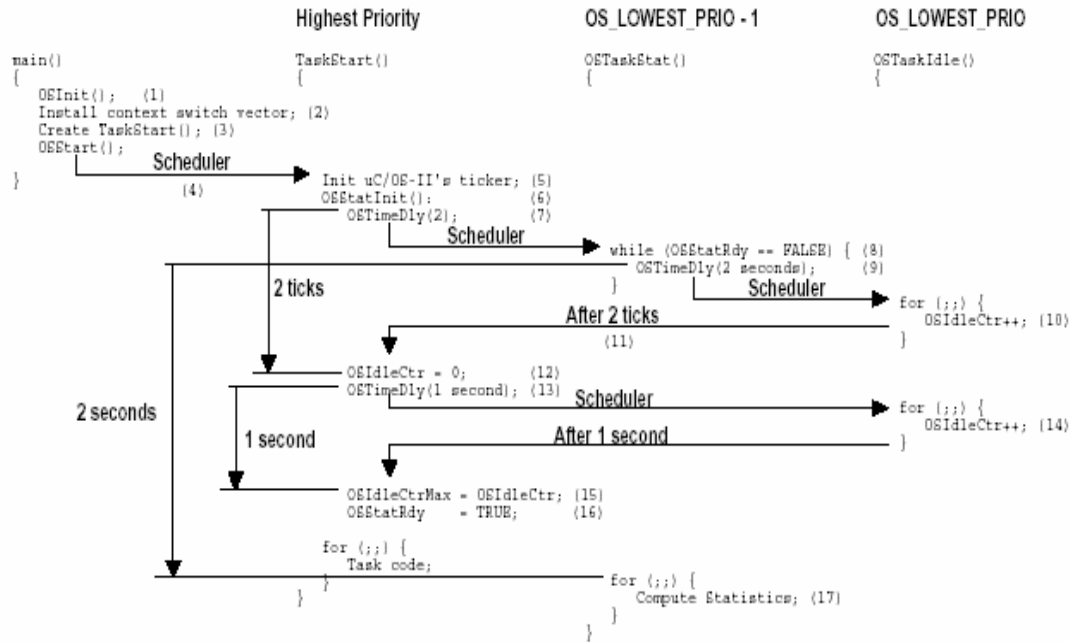 Highest Priority OS_LOWEST_PRIO - 1 OS_LOWEST_PRIO
main() TaskStart() OSTaskStat() OSTaskIdle()
{ { { {
OSInit(); (1)
Install context switch vector; (2)
Create TaskStart(); (3)
OSStart();
Scheduler
} (4)
Init uC/OS-II's ticker; (5)
OSStatInit(): (6)
OSTimeDly(2); (7)
Scheduler
while (OSStatRdy == FALSE) { (8)
OSTimeDly(2 seconds); (9)
}
2 ticks
Scheduler
for (;;) {
OSIdleCtr++; (10)
}
After 2 ticks
(11)
OSIdleCtr = 0; (12)
OSTimeDly(1 second); (13)
Scheduler
2 seconds
for (;;) {
OSIdleCtr++; (14)
}
1 second
After 1 second
OSIdleCtrMax = OSIdleCtr; (15)
OSStatRdy = TRUE; (16)
for (;;) {
Task code;
}
}
for (;;) {
Compute Statistics; (17)
}
}